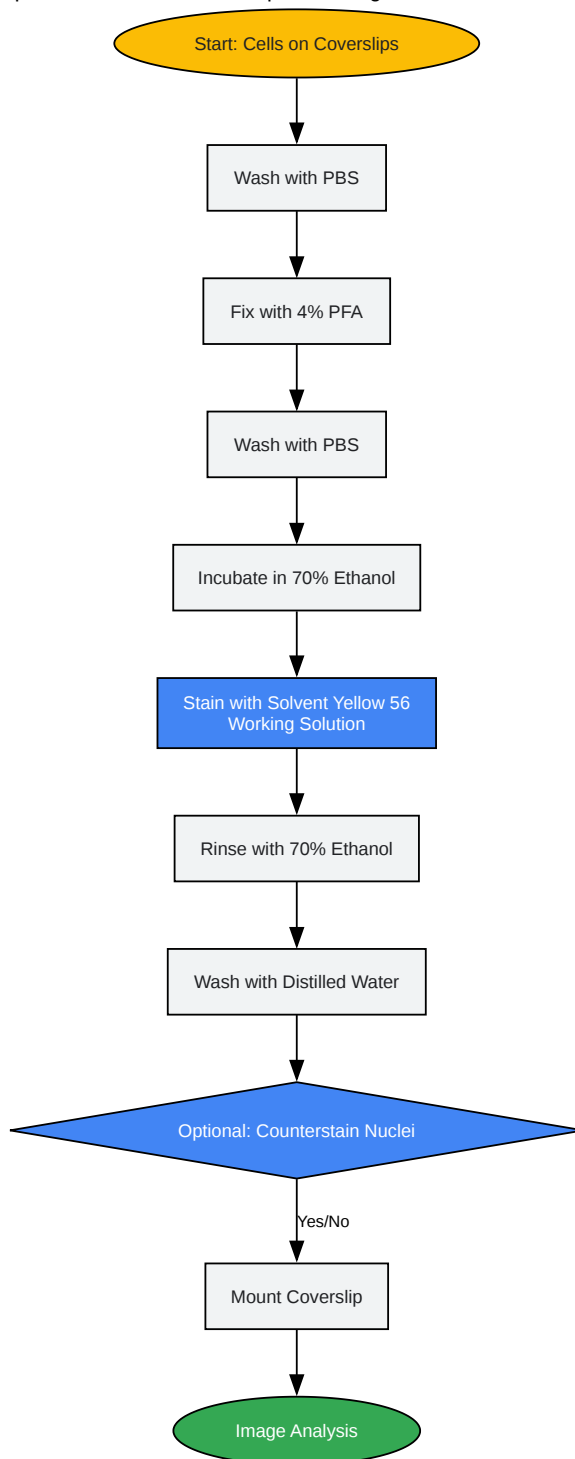 Start: Cells on Coverslips
Wash with PBS
Fix with 4% PFA
Wash with PBS
Incubate in 70% Ethanol
Stain with Solvent Yellow 56
Working Solution
Rinse with 70% Ethanol
Wash with Distilled Water
Optional: Counterstain Nuclei
Yes/No
Mount Coverslip
Image Analysis